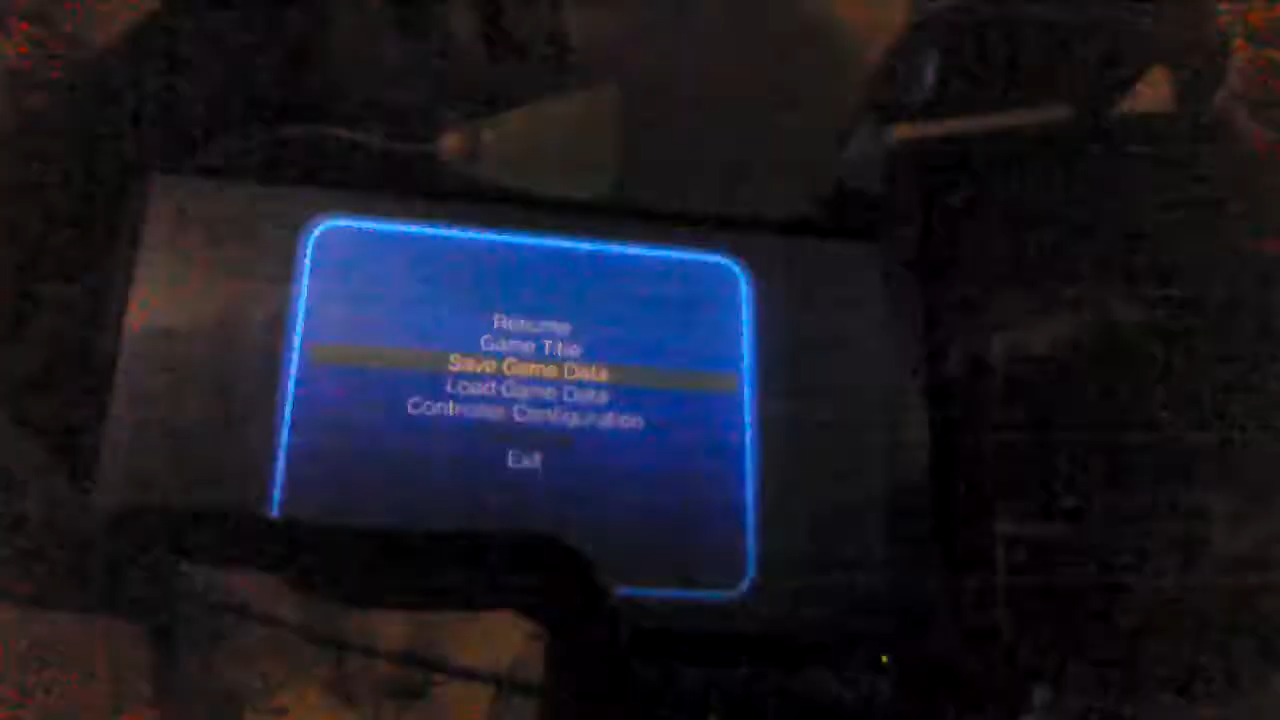 Resume
Game Title
Save Game Data
Load Game Data
Controller Configuration
Exit